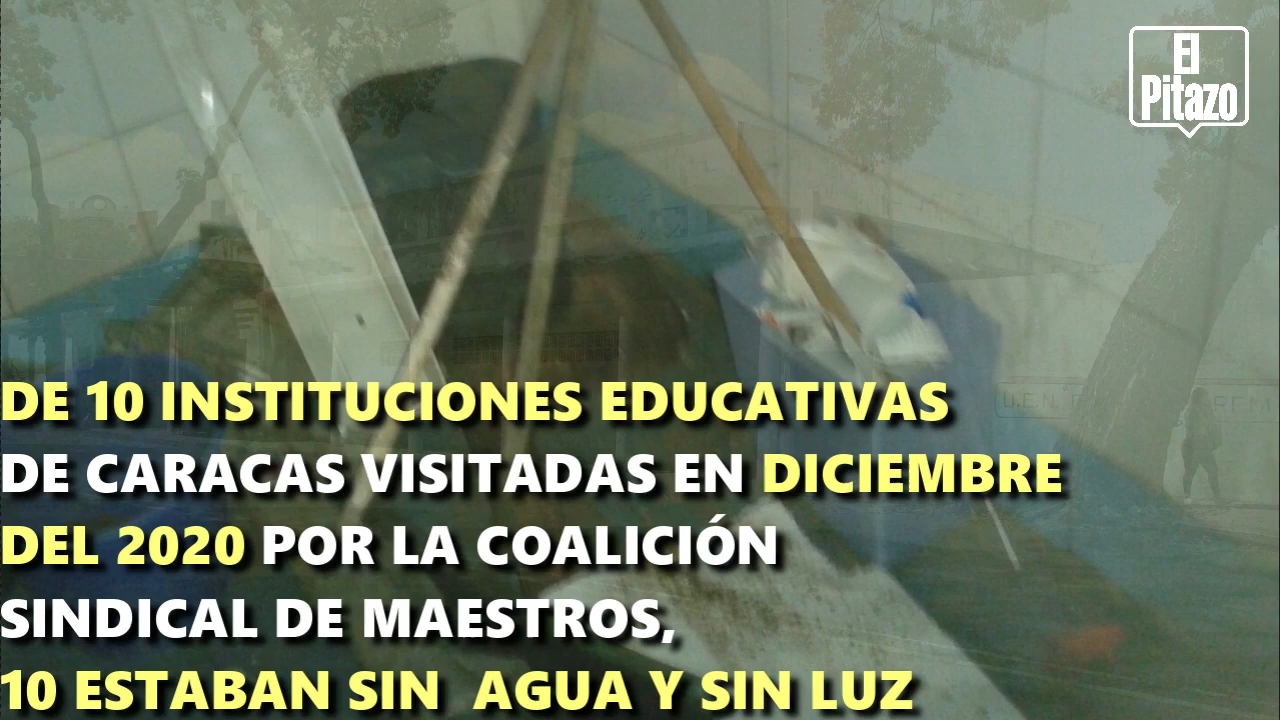 El
Pitazo
DE 10 INSTITUCIONES EDUCATIVAS
DE CARACAS VISITADAS EN DICIEMBRE
DEL 2020 POR LA COALICIÓN
SINDICAL DE MAESTROS,
10 ESTABAN SIN  AGUA Y SIN LUZ
U.E.N